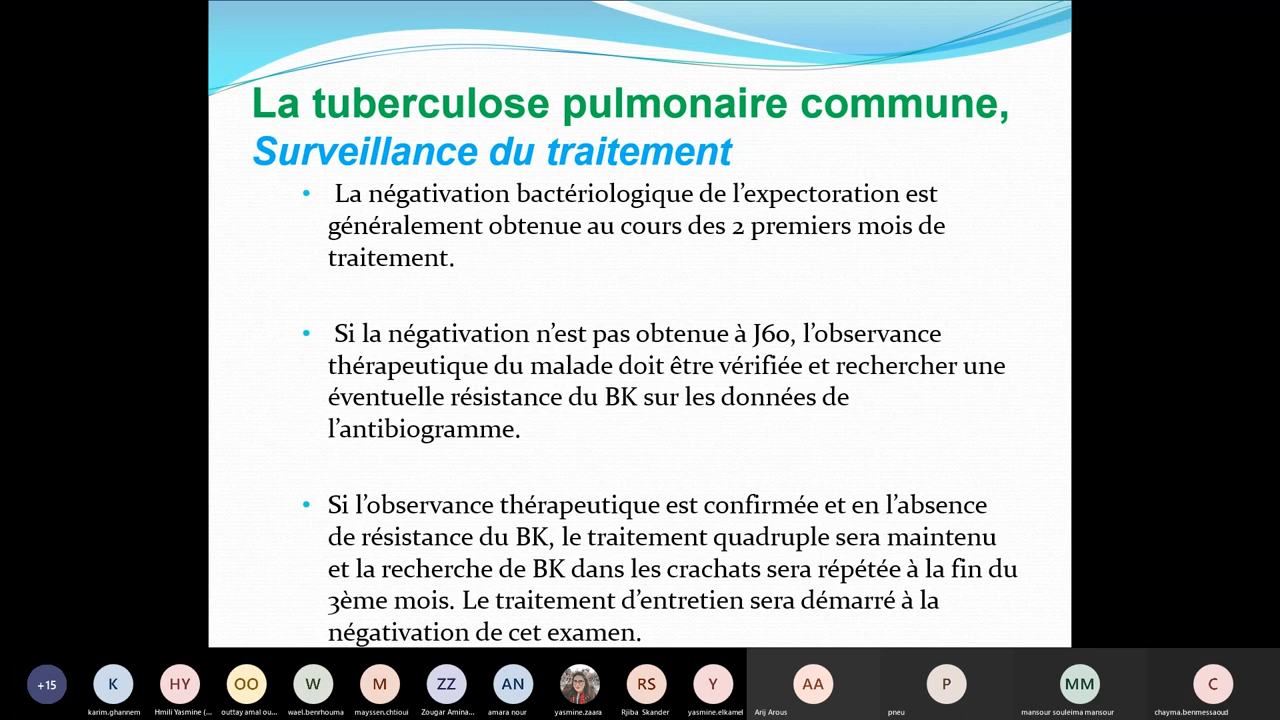 La tuberculose pulmonaire commune,
Surveillance du traitement
• La négativation bactériologique de l’expectoration est
généralement obtenue au cours des 2 premiers mois de
traitement.
• Si la négativation n’est pas obtenue à J60, l’observance
thérapeutique du malade doit être vérifiée et rechercher une
éventuelle résistance du BK sur les données de
l’antibiogramme.
• Si l’observance thérapeutique est confirmée et en l’absence
de résistance du BK, le traitement quadruple sera maintenu
et la recherche de BK dans les crachats sera répétée à la fin du
3ème mois. Le traitement d’entretien sera démarré à la
négativation de cet examen.
+15 K HY OO W M ZZ AN RS Y AA P MM C
karim.ghannem Hmili Yasmine (... outtay amal ou... wael.benrhouma mayssen.chtioui Zougar Amina... amara nour yasmine.zaara Rjiba Skander yasmine.elkamel Arij Arous pneu mansour souleima mansour chayma.benmessaoud